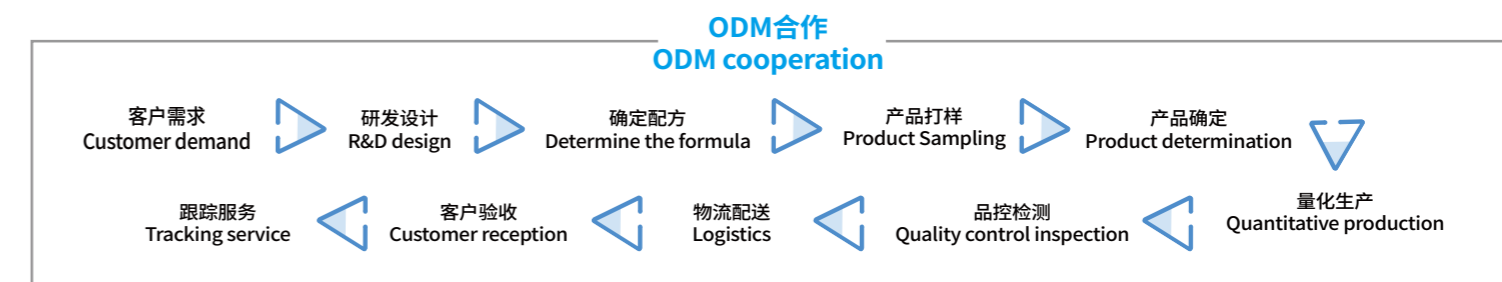 ODM合作
ODM cooperation
客户需求
Customer demand
研发设计
R&D design
确定配方
Determine the formula
产品打样
Product Sampling
产品确定
Product determination
量化生产
Quantitative production
品控检测
Quality control inspection
物流配送
Logistics
客户验收
Customer reception
跟踪服务
Tracking service